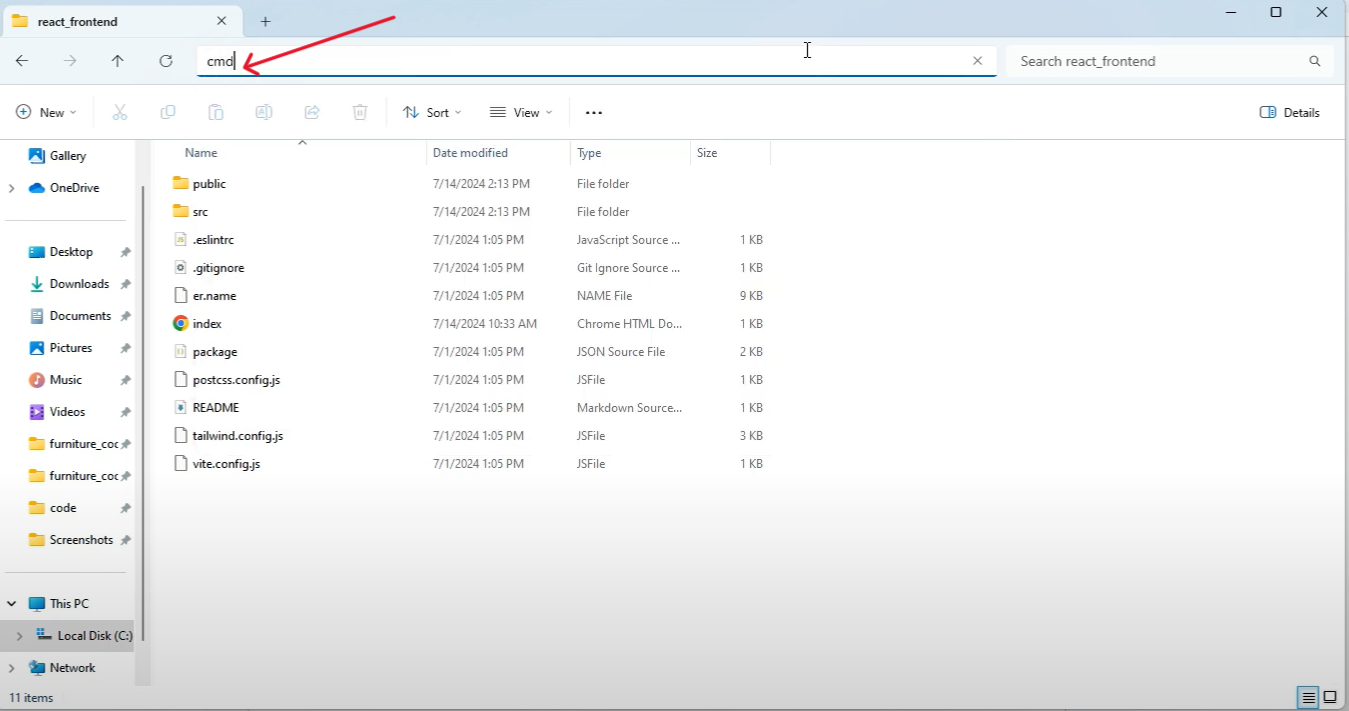 react_frontend
cmd
Search react_frontend
New
Sort
View
Details
Name Date modified Type Size
Gallery
OneDrive
Desktop
Downloads
Documents
Pictures
Music
Videos
furniture_coc
furniture_coc
code
Screenshots
This PC
Local Disk (C:)
Network
public 7/14/2024 2:13 PM File folder
src 7/14/2024 2:13 PM File folder
.eslintrc 7/1/2024 1:05 PM JavaScript Source ... 1 KB
.gitignore 7/1/2024 1:05 PM Git Ignore Source ... 1 KB
er.name 7/1/2024 1:05 PM NAME File 9 KB
index 7/14/2024 10:33 AM Chrome HTML Do... 1 KB
package 7/1/2024 1:05 PM JSON Source File 2 KB
postcss.config.js 7/1/2024 1:05 PM JSFile 1 KB
README 7/1/2024 1:05 PM Markdown Source... 1 KB
tailwind.config.js 7/1/2024 1:05 PM JSFile 3 KB
vite.config.js 7/1/2024 1:05 PM JSFile 1 KB
11 items